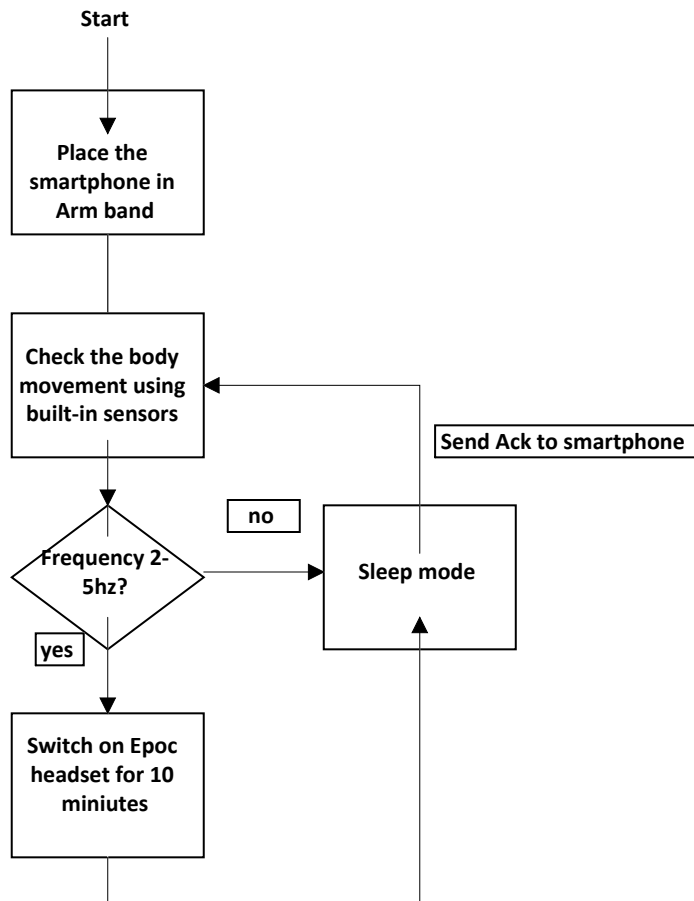 Start
Place the
smartphone in
Arm band
Check the body
movement using
built-in sensors
Send Ack to smartphone
no
Frequency 2-
5hz?
Sleep mode
yes
Switch on Epoc
headset for 10
miniutes